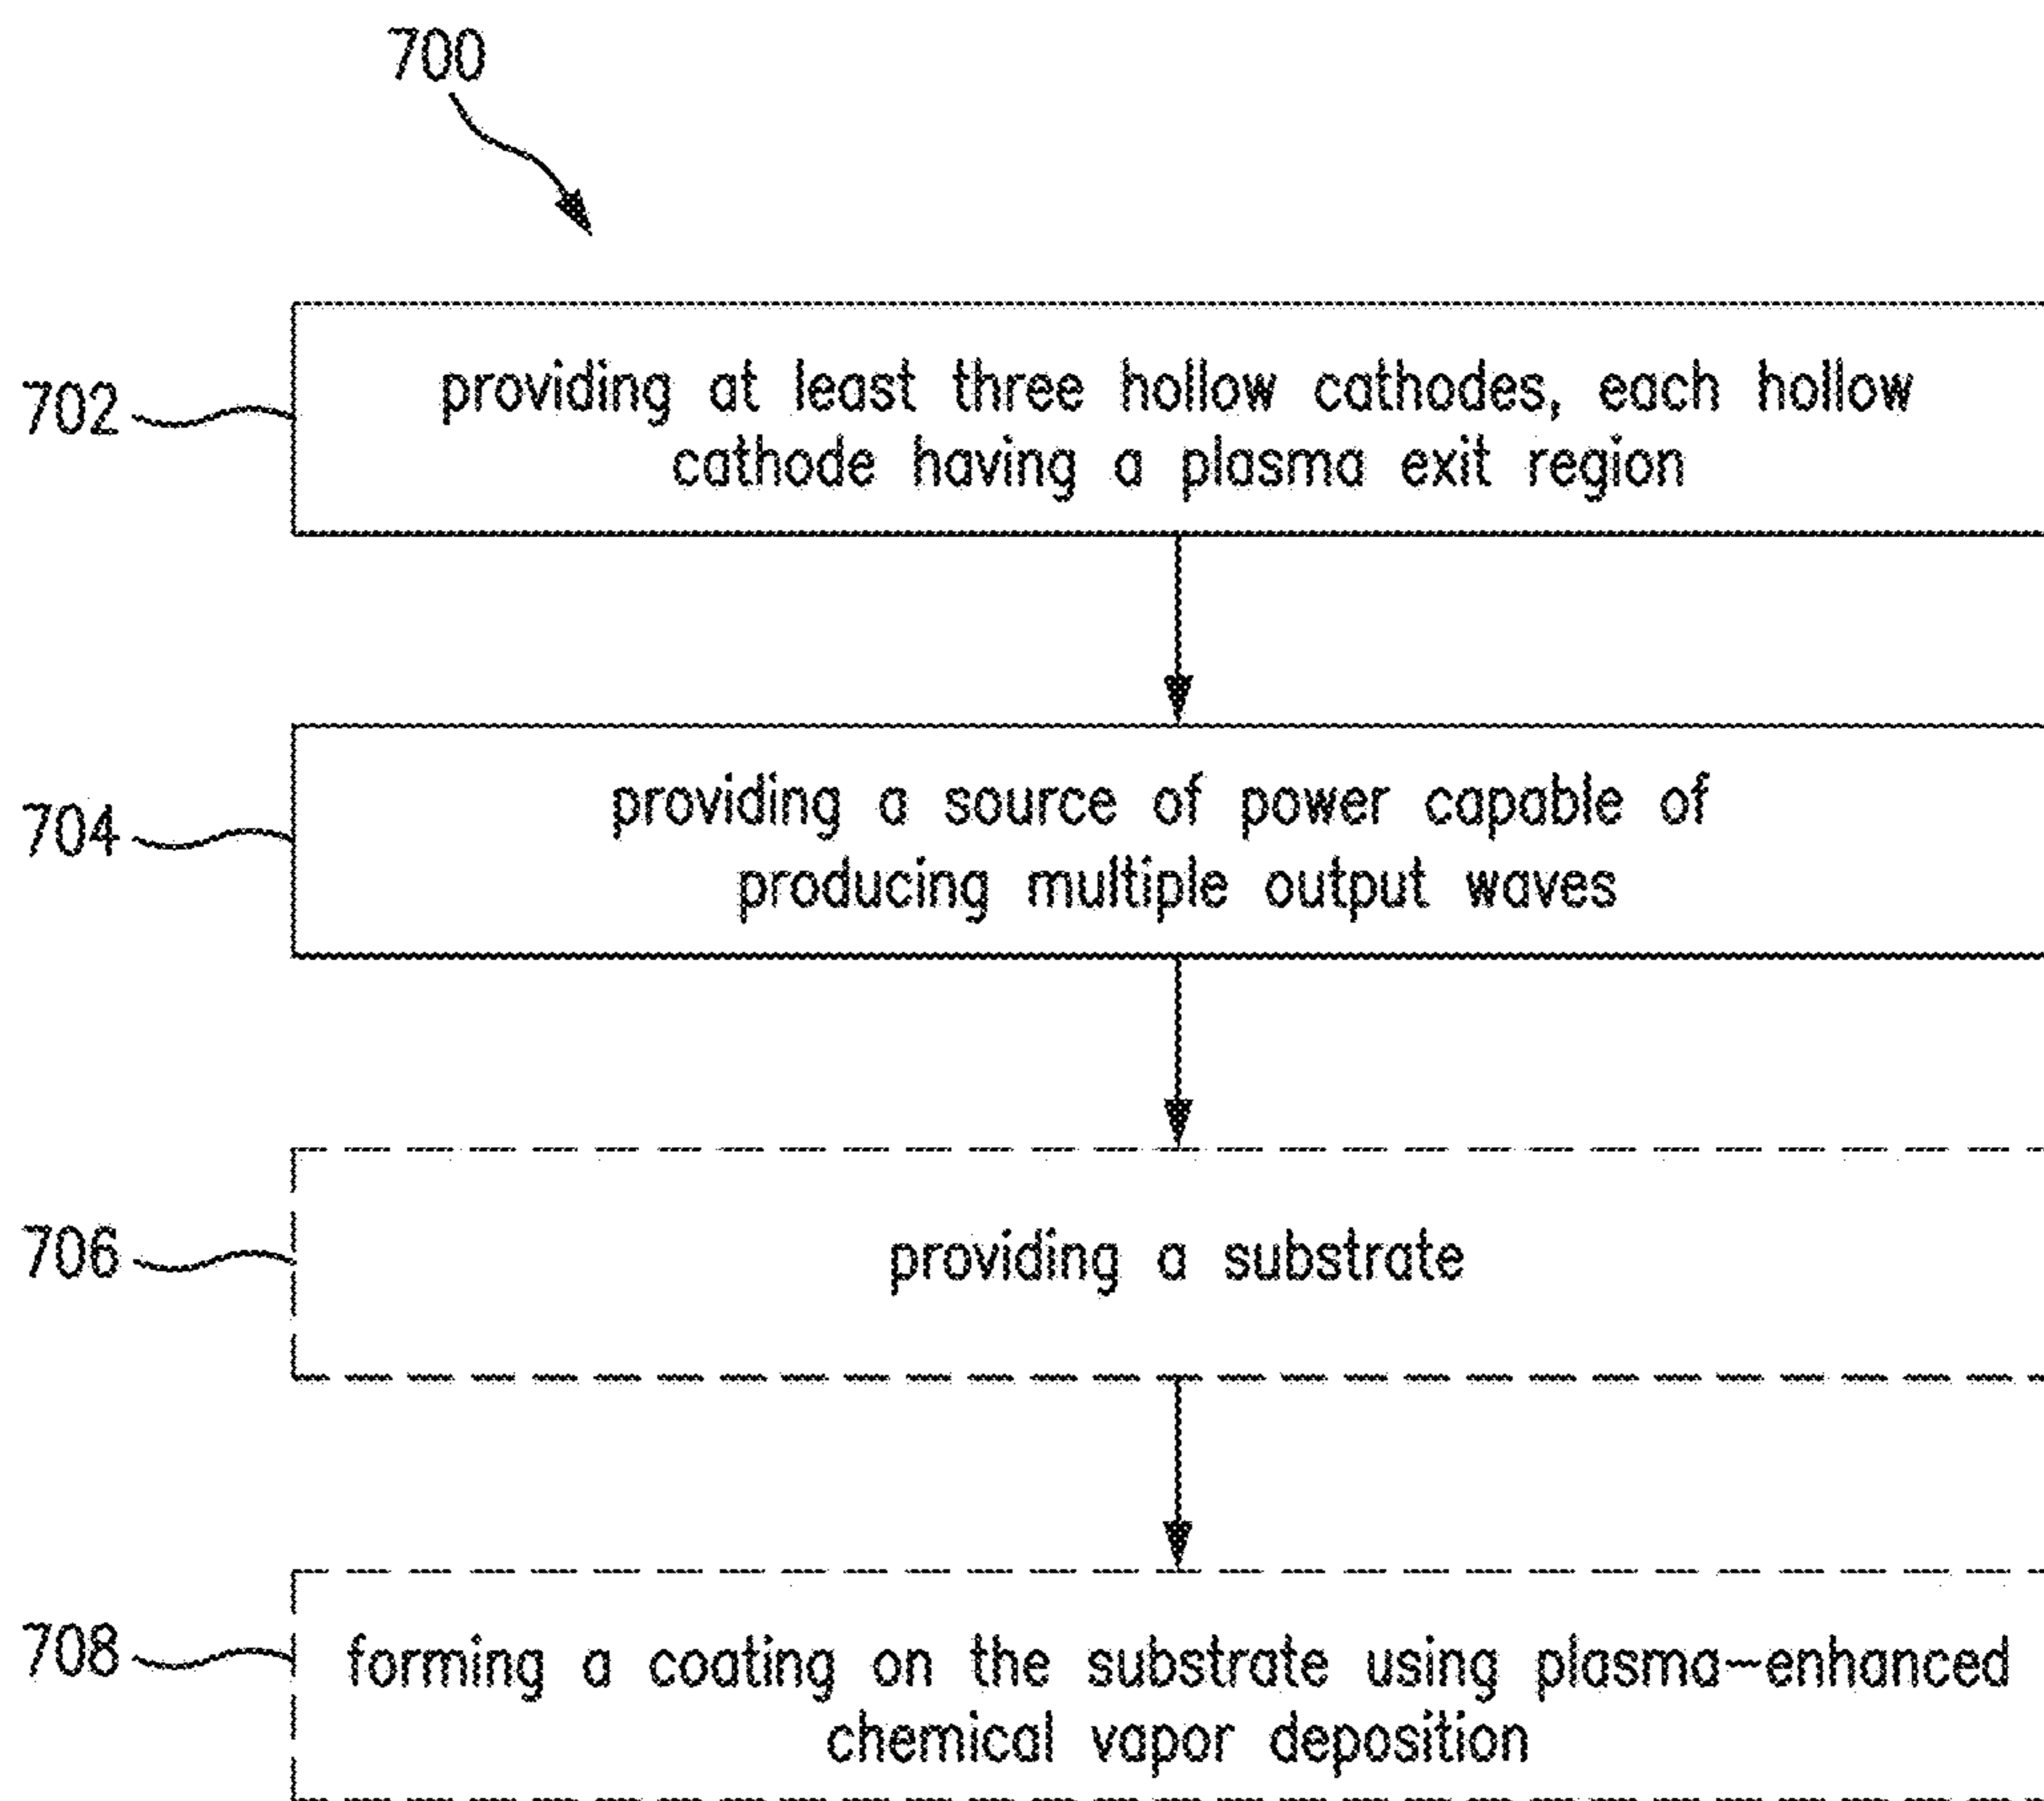 700
702
providing at least three hollow cathodes, each hollow
cathode having a plasma exit region
704
providing a source of power capable of
producing multiple output waves
706
providing a substrate
708
forming a coating on the substrate using plasma-enhanced
chemical vapor deposition